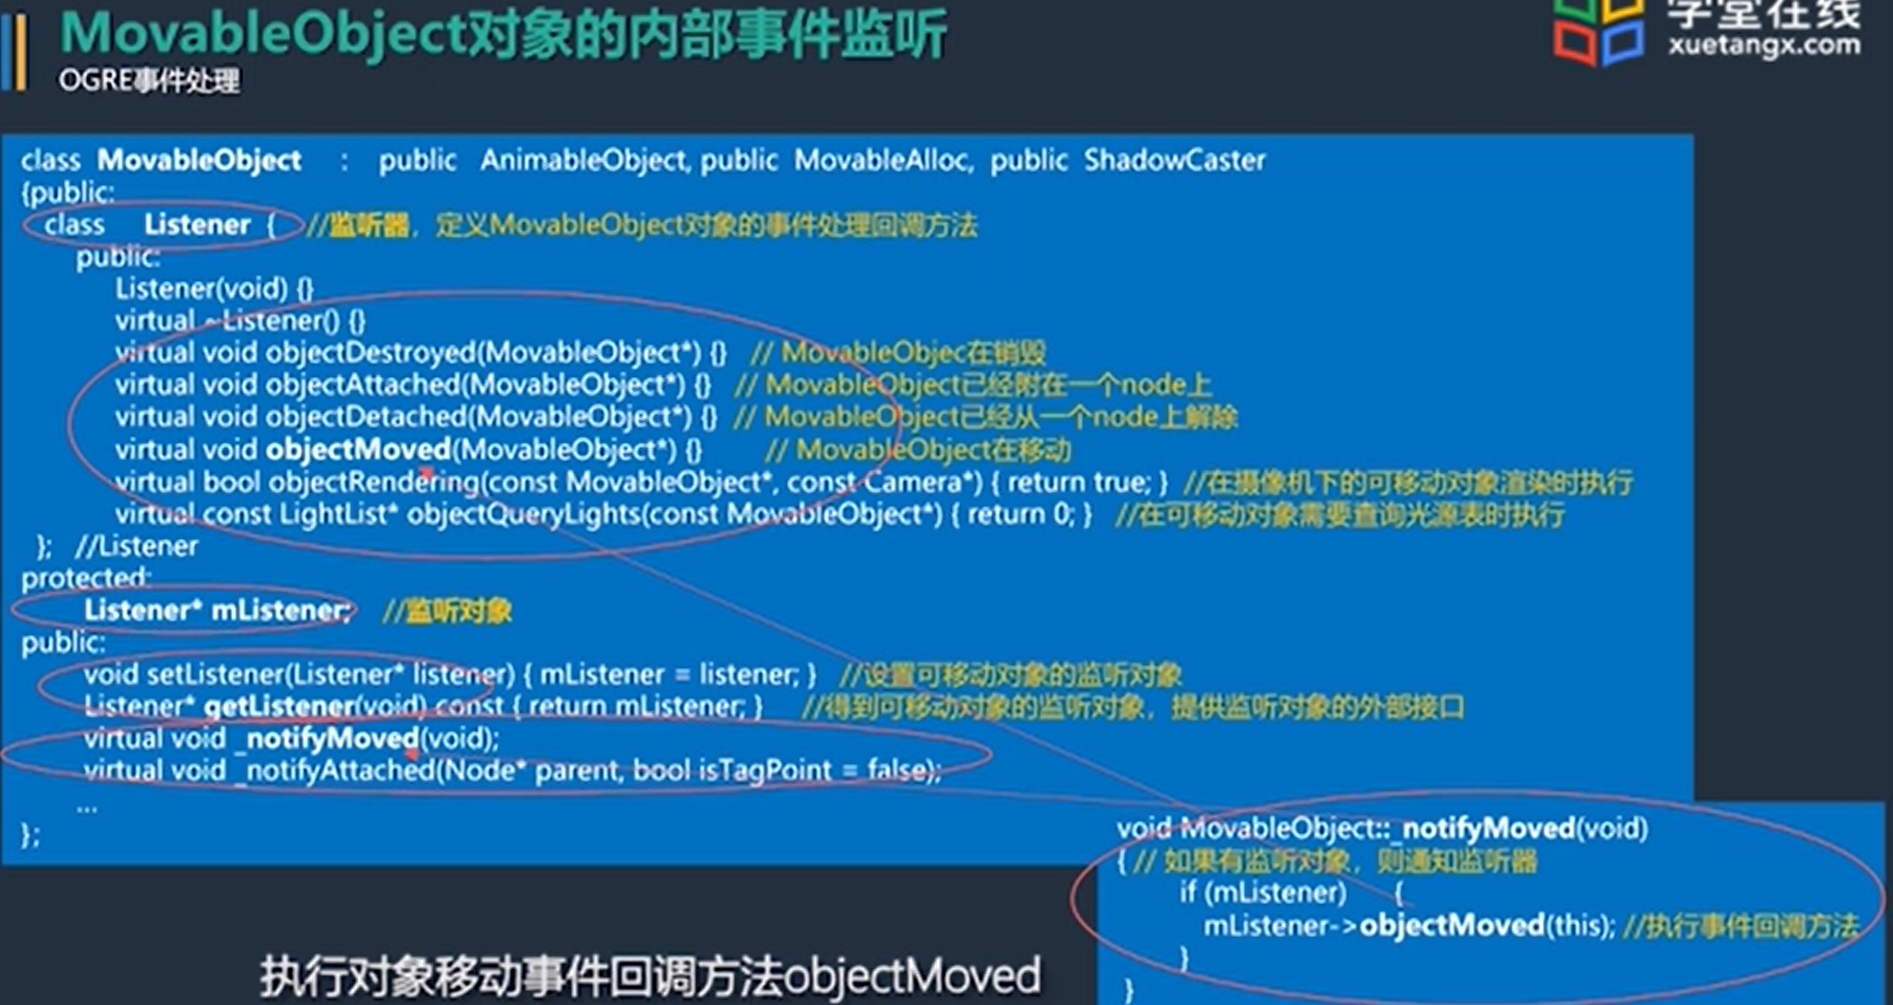 MovableObject对象的内部事件监听
OGRE事件处理
学堂在线
xuetangx.com
class MovableObject : public AnimableObject, public MovableAlloc, public ShadowCaster
{public:
class Listener { //监听器，定义MovableObject对象的事件处理回调方法
public:
Listener(void) {}
virtual ~Listener() {}
virtual void objectDestroyed(MovableObject*) {} // MovableObjec在销毁
virtual void objectAttached(MovableObject*) {} // MovableObject已经附在一个node上
virtual void objectDetached(MovableObject*) {} // MovableObject已经从一个node上解除
virtual void objectMoved(MovableObject*) {} // MovableObject在移动
virtual bool objectRendering(const MovableObject*, const Camera*) { return true; } //在摄像机下的可移动对象渲染时执行
virtual const LightList* objectQueryLights(const MovableObject*) { return 0; } //在可移动对象需要查询光源表时执行
}; //Listener
protected:
Listener* mListener; //监听对象
public:
void setListener(Listener* listener) { mListener = listener; } //设置可移动对象的监听对象
Listener* getListener(void) const { return mListener; } //得到可移动对象的监听对象，提供监听对象的外部接口
virtual void _notifyMoved(void);
virtual void _notifyAttached(Node* parent, bool isTagPoint = false);
...
};
void MovableObject::_notifyMoved(void)
{ // 如果有监听对象，则通知监听器
if (mListener) {
mListener->objectMoved(this); //执行事件回调方法
}
}
执行对象移动事件回调方法objectMoved